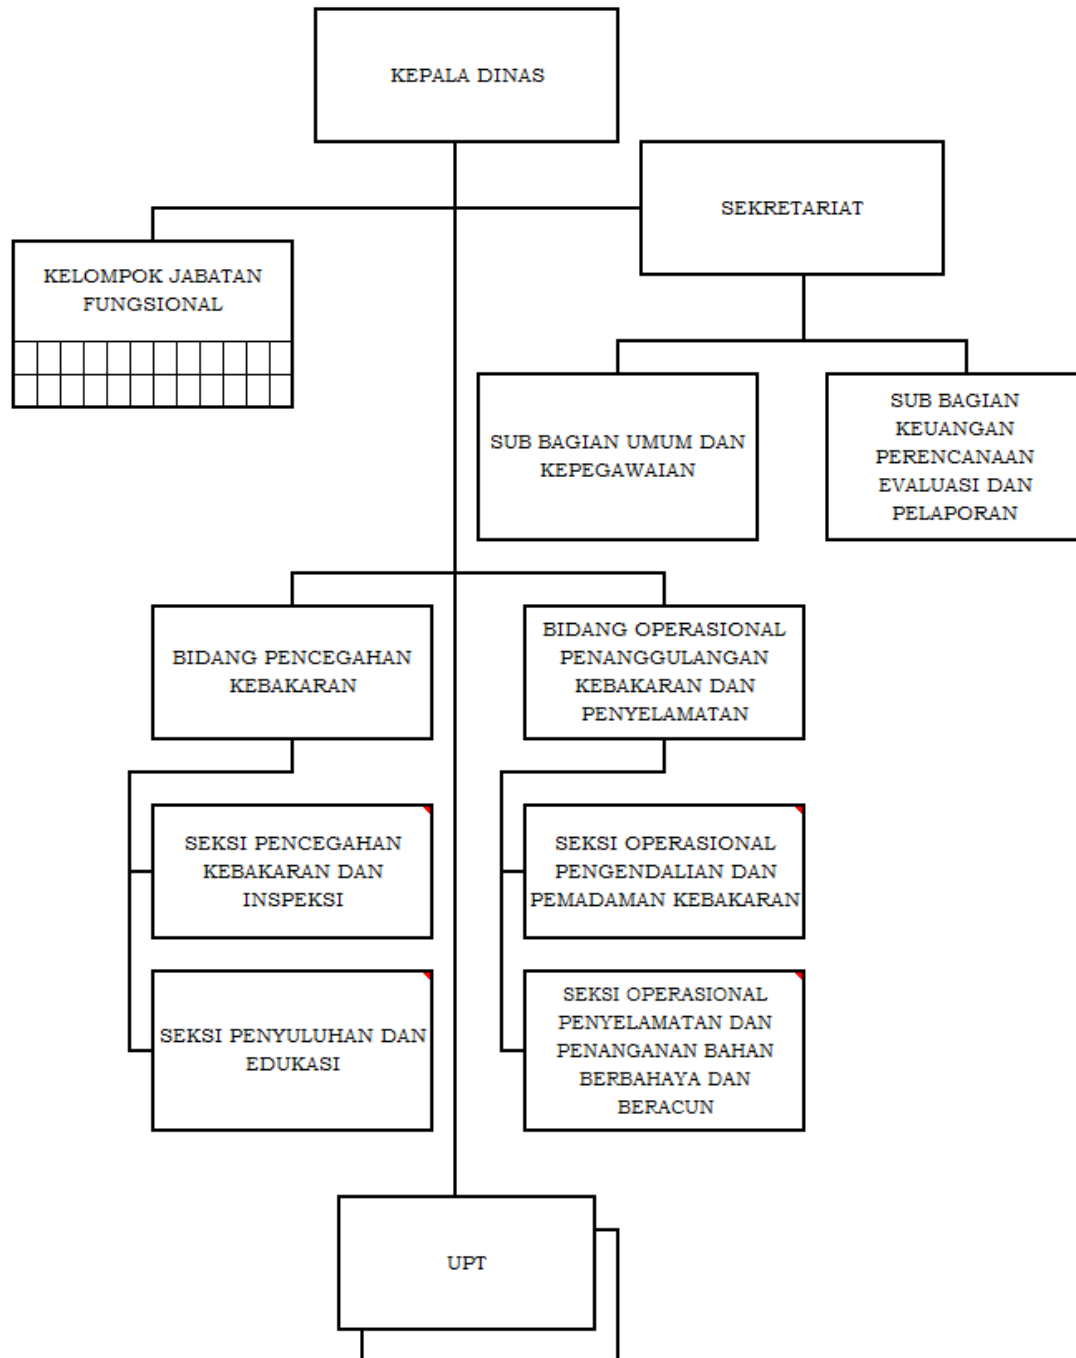 KEPALA DINAS
SEKRETARIAT
KELOMPOK JABATAN
FUNGSIONAL
SUB BAGIAN UMUM DAN
KEPEGAWAIAN
SUB BAGIAN
KEUANGAN
PERENCANAAN
EVALUASI DAN
PELAPORAN
BIDANG PENCEGAHAN
KEBAKARAN
BIDANG OPERASIONAL
PENANGGULANGAN
KEBAKARAN DAN
PENYELAMATAN
SEKSI PENCEGAHAN
KEBAKARAN DAN
INSPEKSI
SEKSI OPERASIONAL
PENGENDALIAN DAN
PEMADAMAN KEBAKARAN
SEKSI PENYULUHAN DAN
EDUKASI
SEKSI OPERASIONAL
PENYELAMATAN DAN
PENANGANAN BAHAN
BERBAHAYA DAN
BERACUN
UPT